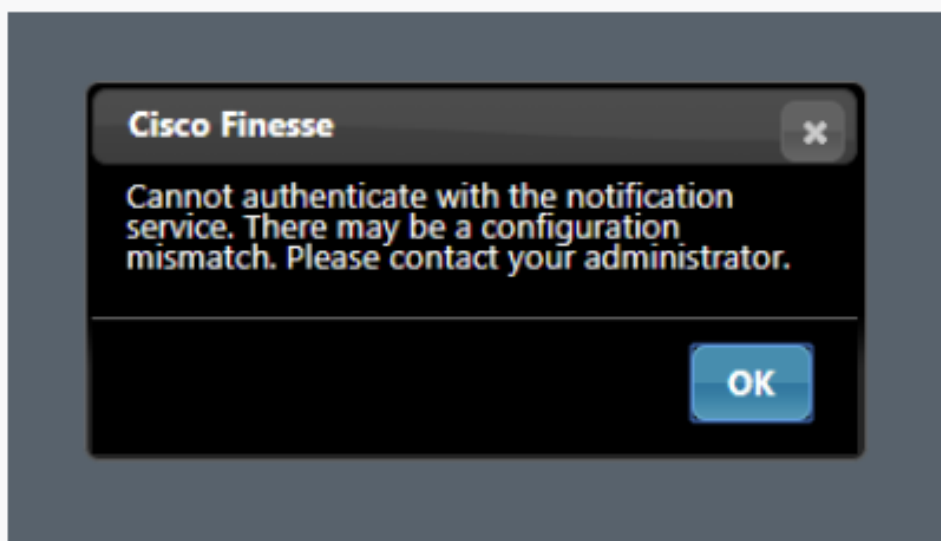 Cisco Finesse
Cannot authenticate with the notification
service. There may be a configuration
mismatch. Please contact your administrator.
OK